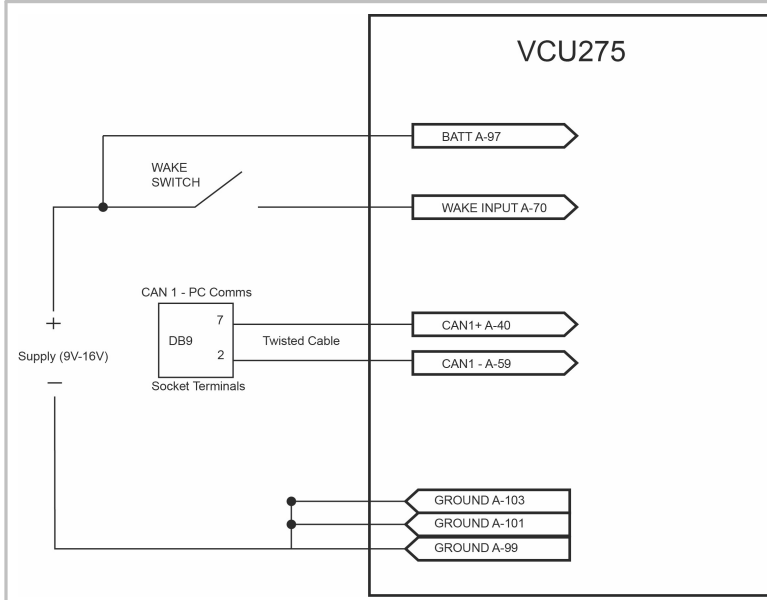 VCU275
BATT A-97
WAKE
SWITCH
WAKE INPUT A-70
CAN 1 - PC Comms
7
DB9
2
Twisted Cable
Socket Terminals
CAN1+ A-40
CAN1 - A-59
+
Supply (9V-16V)
—
GROUND A-103
GROUND A-101
GROUND A-99